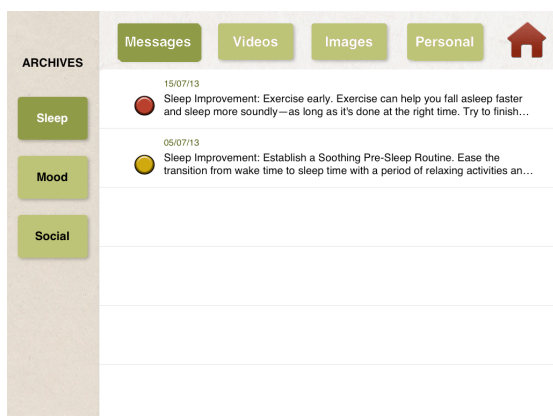 Messages
Videos
Images
Personal
ARCHIVES
Sleep
Mood
Social
15/07/13
Sleep Improvement: Exercise early. Exercise can help you fall asleep faster
and sleep more soundly—as long as it's done at the right time. Try to finish…
05/07/13
Sleep Improvement: Establish a Soothing Pre-Sleep Routine. Ease the
transition from wake time to sleep time with a period of relaxing activities an…